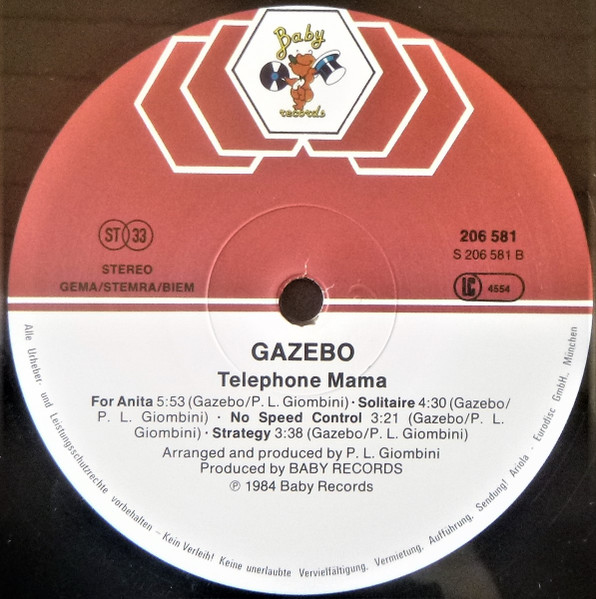 Baby
records
ST 33
STEREO
GEMA/STEMRA/BIEM
206 581
S 206 581 B
LC 4554
GAZEBO
Telephone Mama
For Anita 5:53 (Gazebo/P. L. Giombini) · Solitaire 4:30 (Gazebo/
P. L. Giombini) · No Speed Control 3:21 (Gazebo/P. L.
Giombini) · Strategy 3:38 (Gazebo/P. L. Giombini)
Arranged and produced by P. L. Giombini
Produced by BABY RECORDS
℗ 1984 Baby Records
Alle Urheber- und Leistungsschutzrechte vorbehalten – Kein Verleih! Keine unerlaubte Vervielfältigung, Vermietung, Aufführung, Sendung! Ariola - Eurodisc GmbH., München